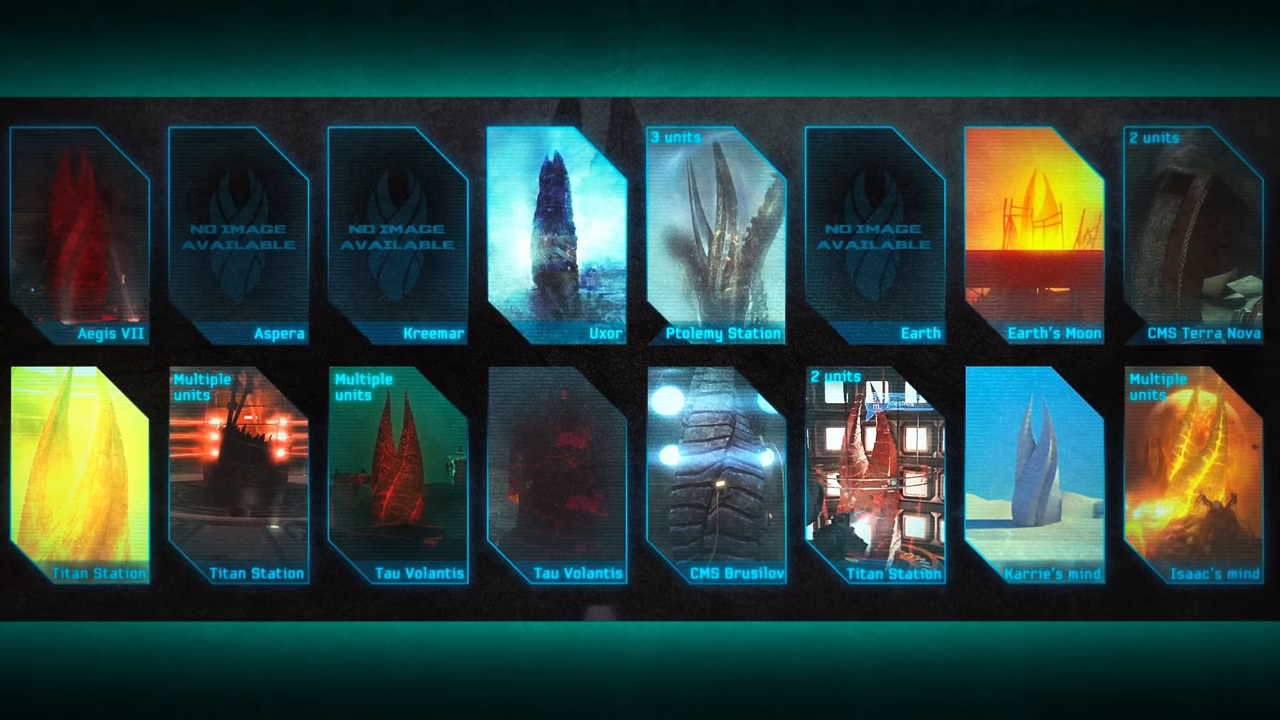 3 units
2 units
NO IMAGE
AVAILABLE
NO IMAGE
AVAILABLE
NO IMAGE
AVAILABLE
Aegis VII
Aspera
Kreemar
Uxor
Ptolemy Station
Earth
Earth's Moon
CMS Terra Nova
Multiple
units
Multiple
units
2 units
Multiple
units
Titan Station
Titan Station
Tau Volantis
Tau Volantis
CMS Brusilov
Titan Station
Karrie's mind
Isaac's mind